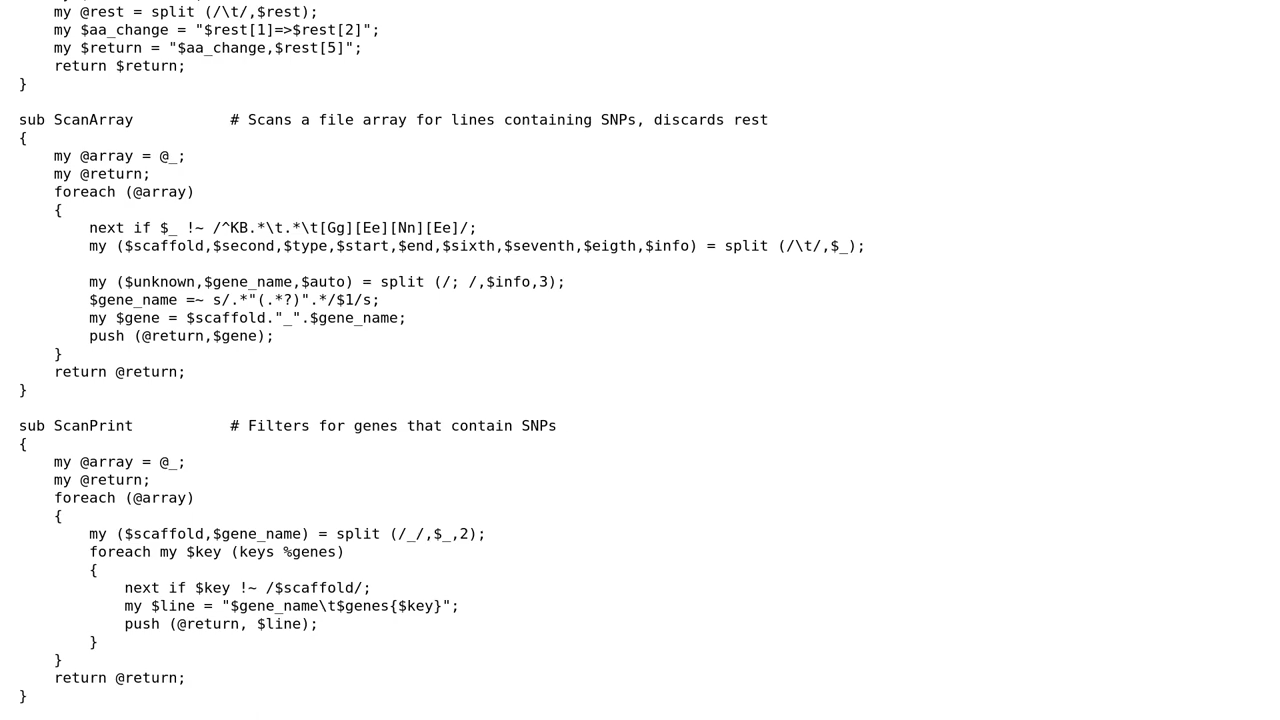 my @rest = split (/\t/,$rest);
    my $aa_change = "$rest[1]=>$rest[2]";
    my $return = "$aa_change,$rest[5]";
    return $return;
}

sub ScanArray           # Scans a file array for lines containing SNPs, discards rest
{
    my @array = @_;
    my @return;
    foreach (@array)
    {
        next if $_ !~ /^KB.*\t.*\t[Gg][Ee][Nn][Ee]/;
        my ($scaffold,$second,$type,$start,$end,$sixth,$seventh,$eigth,$info) = split (/\t/,$_);

        my ($unknown,$gene_name,$auto) = split (/; /,$info,3);
        $gene_name =~ s/.*"(.*?)".*/$1/s;
        my $gene = $scaffold."_".$gene_name;
        push (@return,$gene);
    }
    return @return;
}

sub ScanPrint           # Filters for genes that contain SNPs
{
    my @array = @_;
    my @return;
    foreach (@array)
    {
        my ($scaffold,$gene_name) = split (/_/,$_,2);
        foreach my $key (keys %genes)
        {
            next if $key !~ /$scaffold/;
            my $line = "$gene_name\t$genes{$key}";
            push (@return, $line);
        }
    }
    return @return;
}